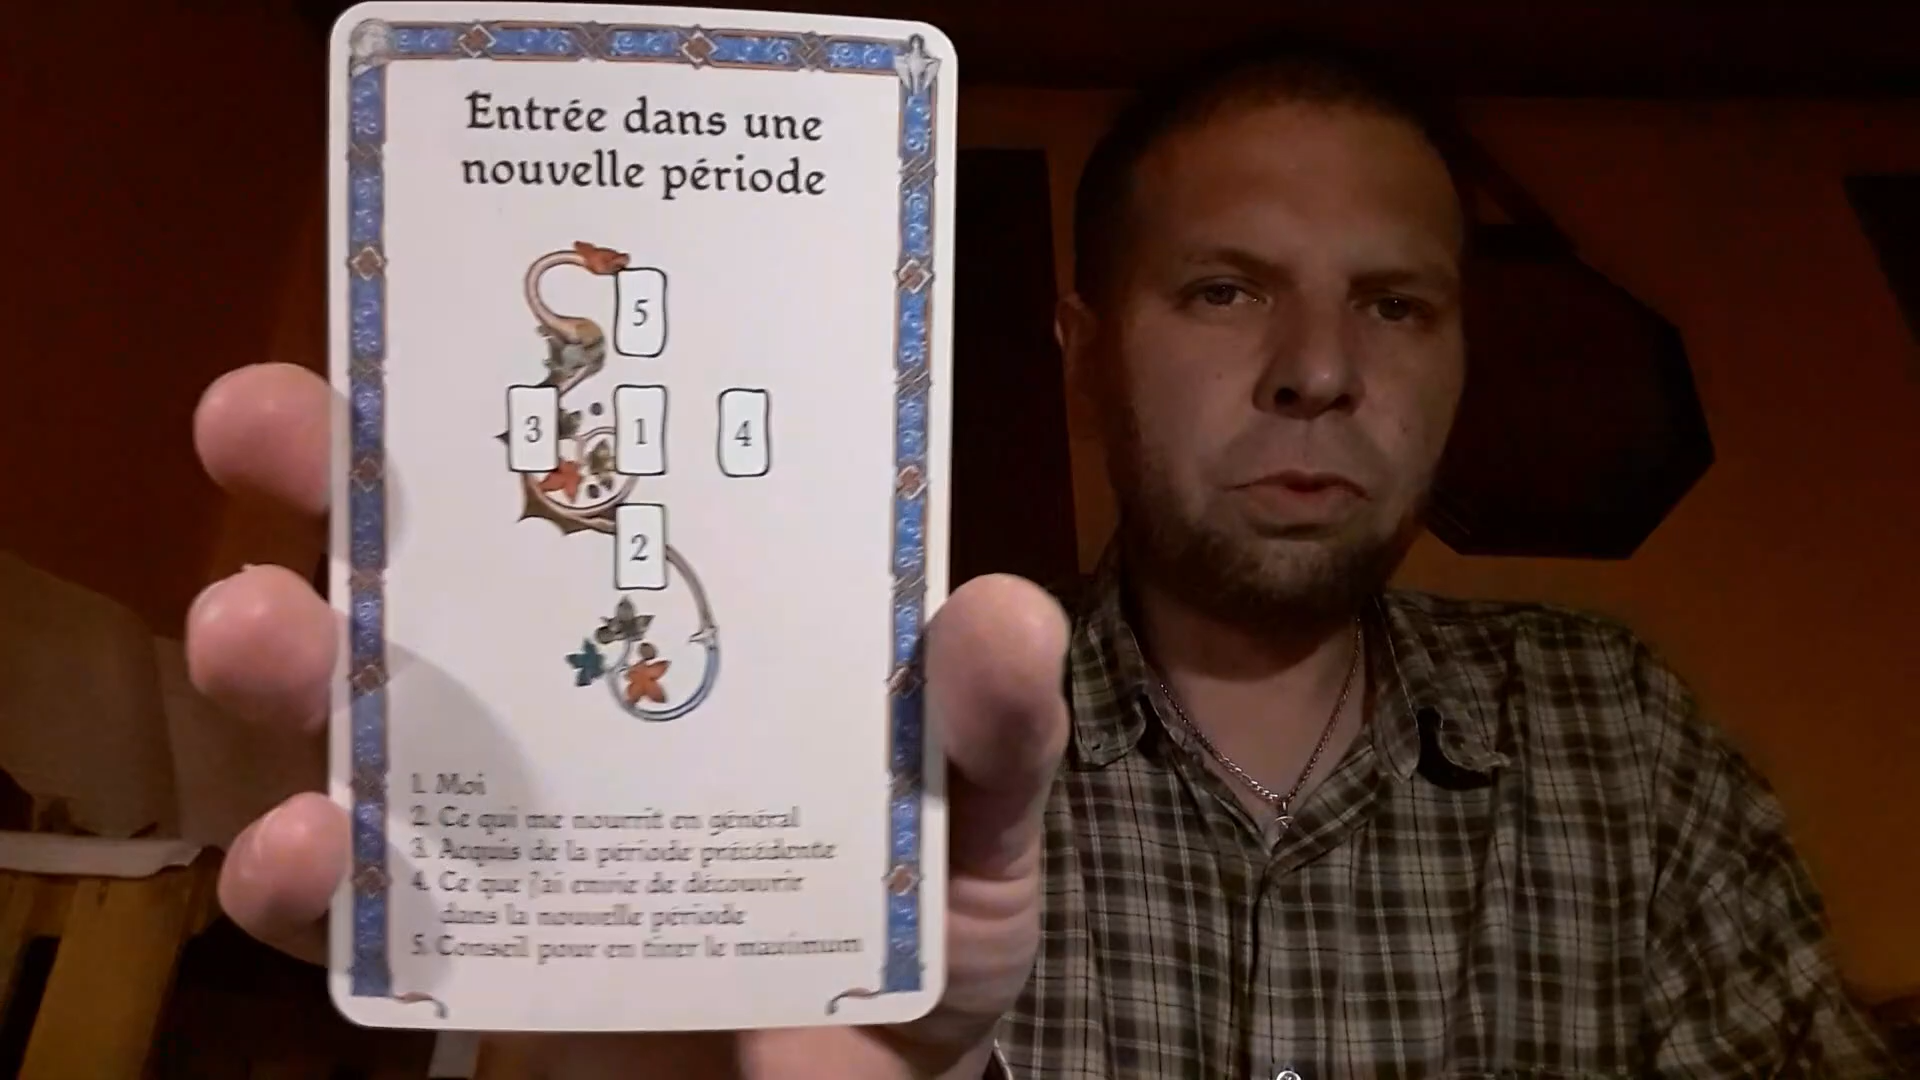 Entrée dans une
nouvelle période
5
3 1 4
2
1. Moi
2. Ce qui me nourrit en général
3. Acquis de la période précédente
4. Ce que j'ai envie de découvrir
dans la nouvelle période
5. Conseil pour en tirer le maximum